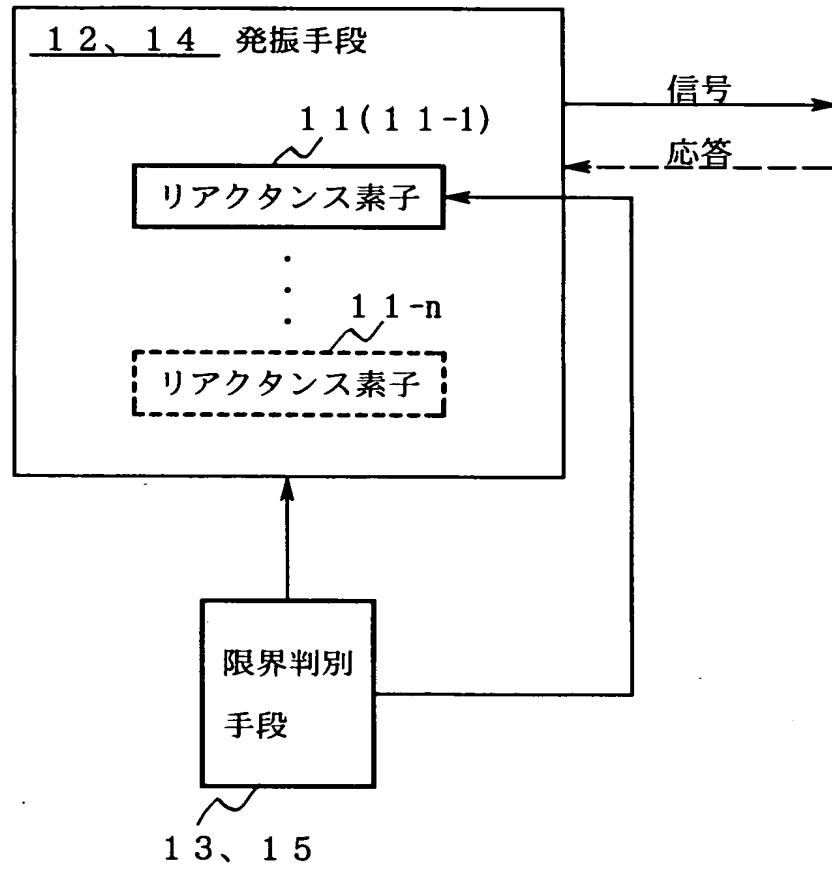 １２、１４ 発振手段
信号
１１(１１-1)
応答
リアクタンス素子
１１-n
リアクタンス素子
限界判別
手段
１３、１５